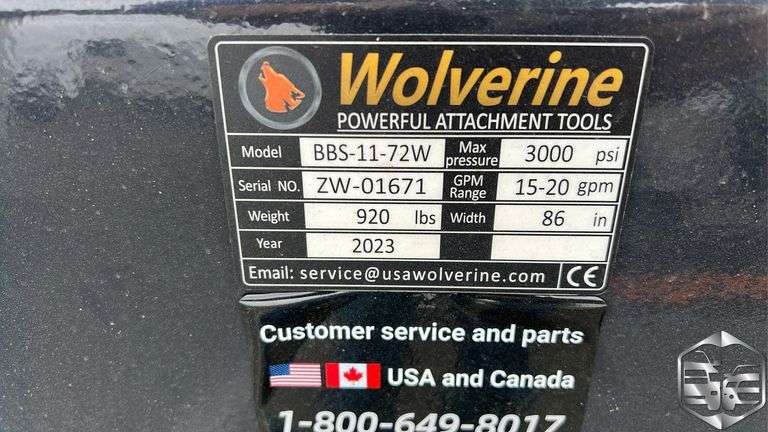 Wolverine
POWERFUL ATTACHMENT TOOLS
Model BBS-11-72W Max pressure 3000 psi
Serial NO. ZW-01671 GPM Range 15-20 gpm
Weight 920 lbs Width 86 in
Year 2023
Email: service@usawolverine.com CE
Customer service and parts
USA and Canada
1-800-649-8017